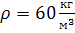 ρ = 60 кг/м³